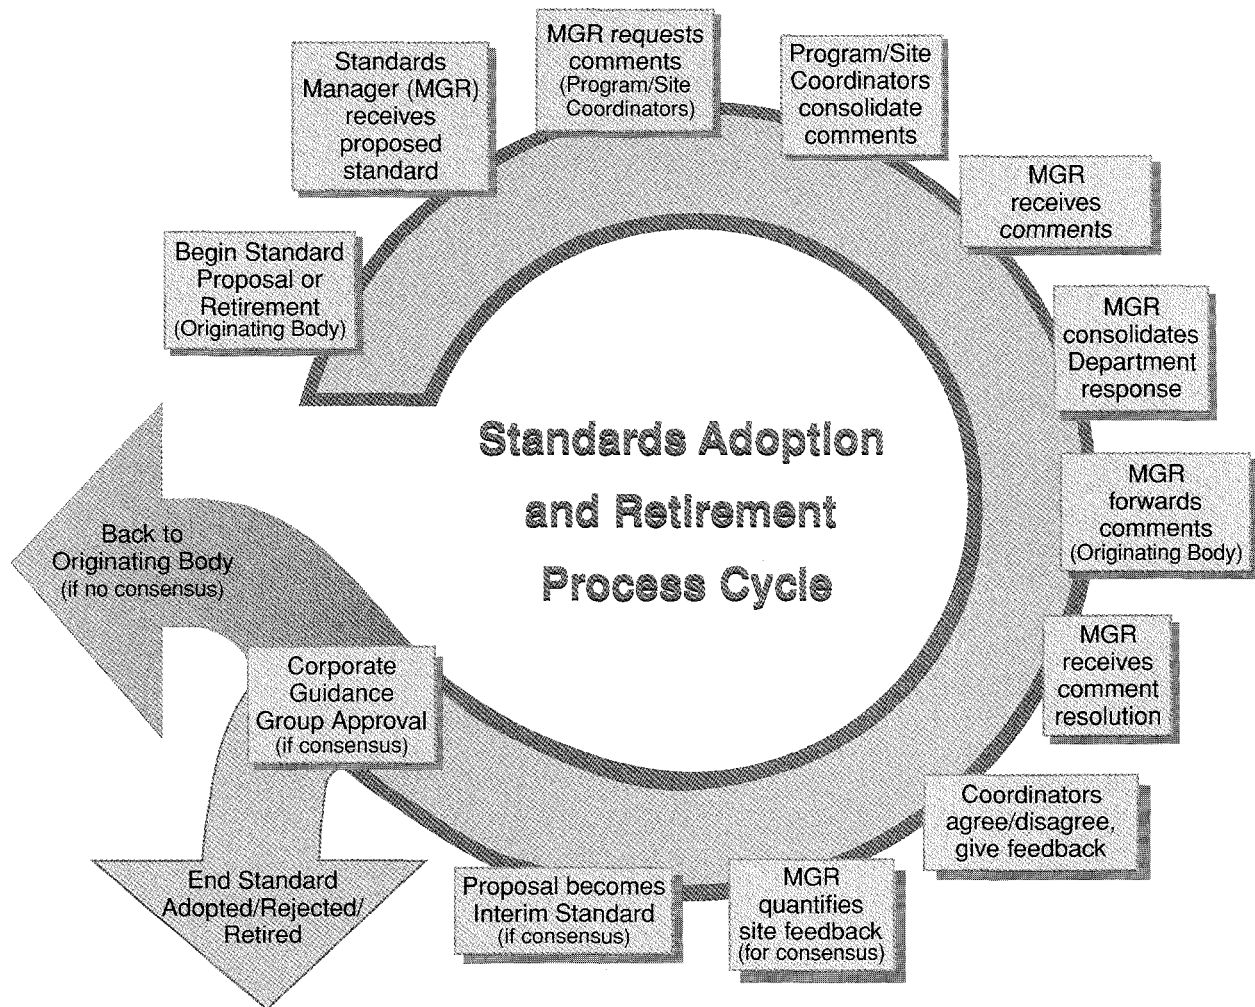 Begin Standard
Proposal or
Retirement
(Originating Body)
Standards
Manager (MGR)
receives
proposed
standard
MGR requests
comments
(Program/Site
Coordinators)
Program/Site
Coordinators
consolidate
comments
MGR
receives
comments
MGR
consolidates
Department
response
MGR
forwards
comments
(Originating Body)
MGR
receives
comment
resolution
Coordinators
agree/disagree,
give feedback
MGR
quantifies
site feedback
(for consensus)
Proposal becomes
Interim Standard
(if consensus)
Corporate
Guidance
Group Approval
(if consensus)
Back to
Originating Body
(if no consensus)
End Standard
Adopted/Rejected/
Retired
Standards Adoption
and Retirement
Process Cycle